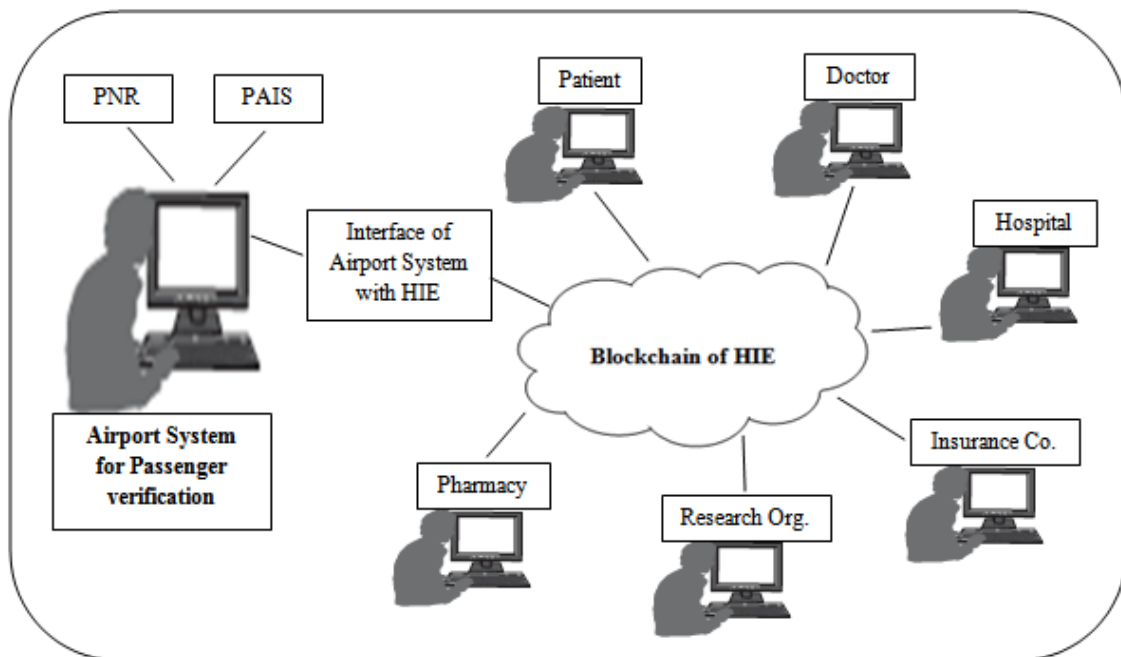 PNR
PAIS
Patient
Doctor
Hospital
Interface of
Airport System
with HIE
Blockchain of HIE
Airport System
for Passenger
verification
Insurance Co.
Pharmacy
Research Org.